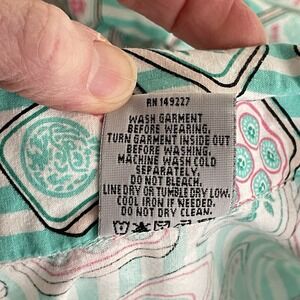 RN 149227
WASH GARMENT
BEFORE WEARING.
TURN GARMENT INSIDE OUT
BEFORE WASHING.
MACHINE WASH COLD
SEPARATELY.
DO NOT BLEACH.
LINE DRY OR TUMBLE DRY LOW.
COOL IRON IF NEEDED.
DO NOT DRY CLEAN.